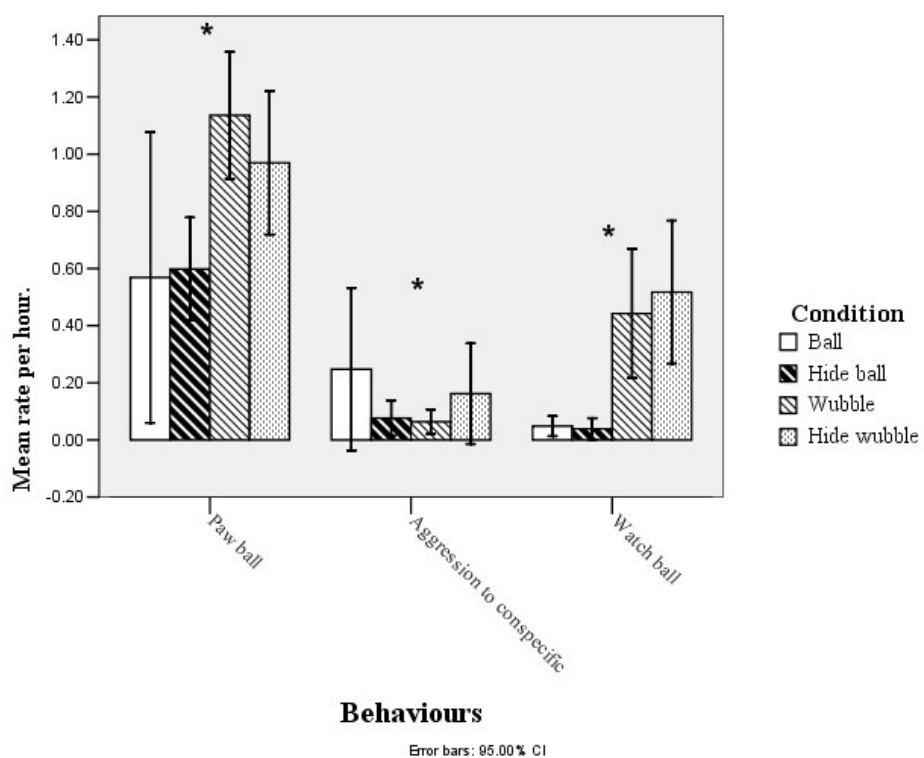 *
1.40
1.20
1.00
*
0.80
0.60
*
0.40
0.20
0.00
-0.20
Mean rate per hour.
Condition
Ball
Hide ball
Wubble
Hide wubble
Paw ball
Aggression to conspecific
Watch ball
Behaviours
Error bars: 95.00% CI